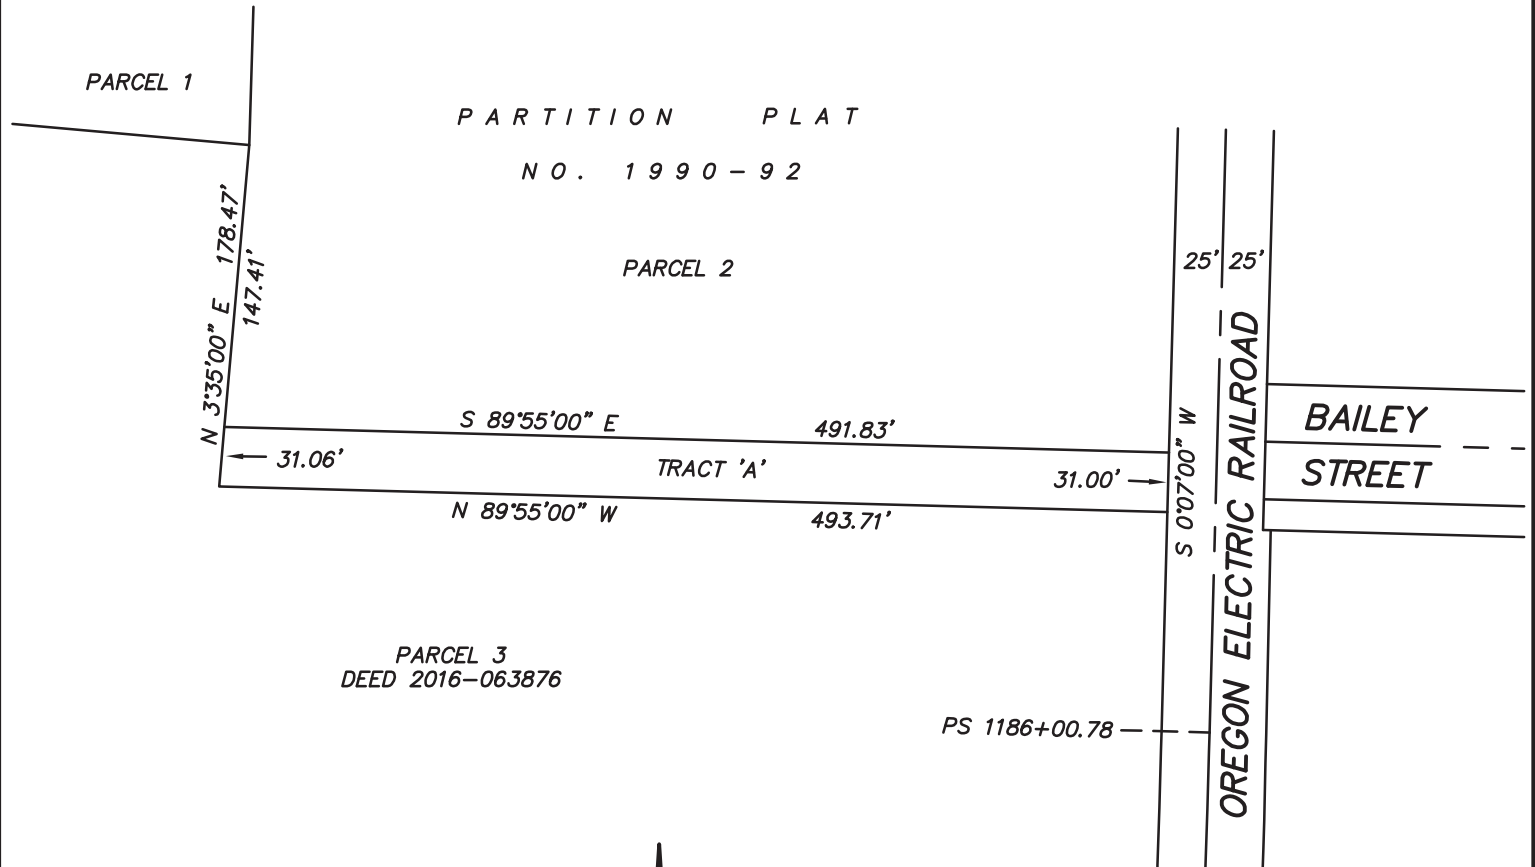 PARCEL 1
PARTITION PLAT
NO. 1990-92
N 3°35'00" E 178.47'
147.41'
PARCEL 2
25' 25'
S 89°55'00" E 491.83'
31.06'
TRACT 'A'
31.00'
N 89°55'00" W 493.71'
S 0°07'00" W
OREGON ELECTRIC RAILROAD
BAILEY
STREET
PARCEL 3
DEED 2016-063876
PS 1186+00.78